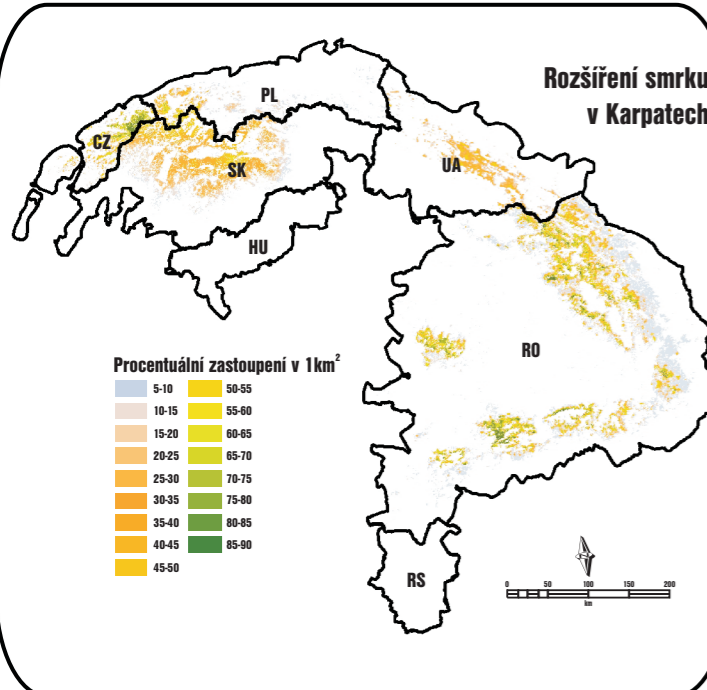 Rozšíření smrku
v Karpatech
PL
CZ
SK
UA
HU
RO
RS
Procentuální zastoupení v 1km²
5-10
10-15
15-20
20-25
25-30
30-35
35-40
40-45
45-50
50-55
55-60
60-65
65-70
70-75
75-80
80-85
85-90
0 50 100 150 200
km